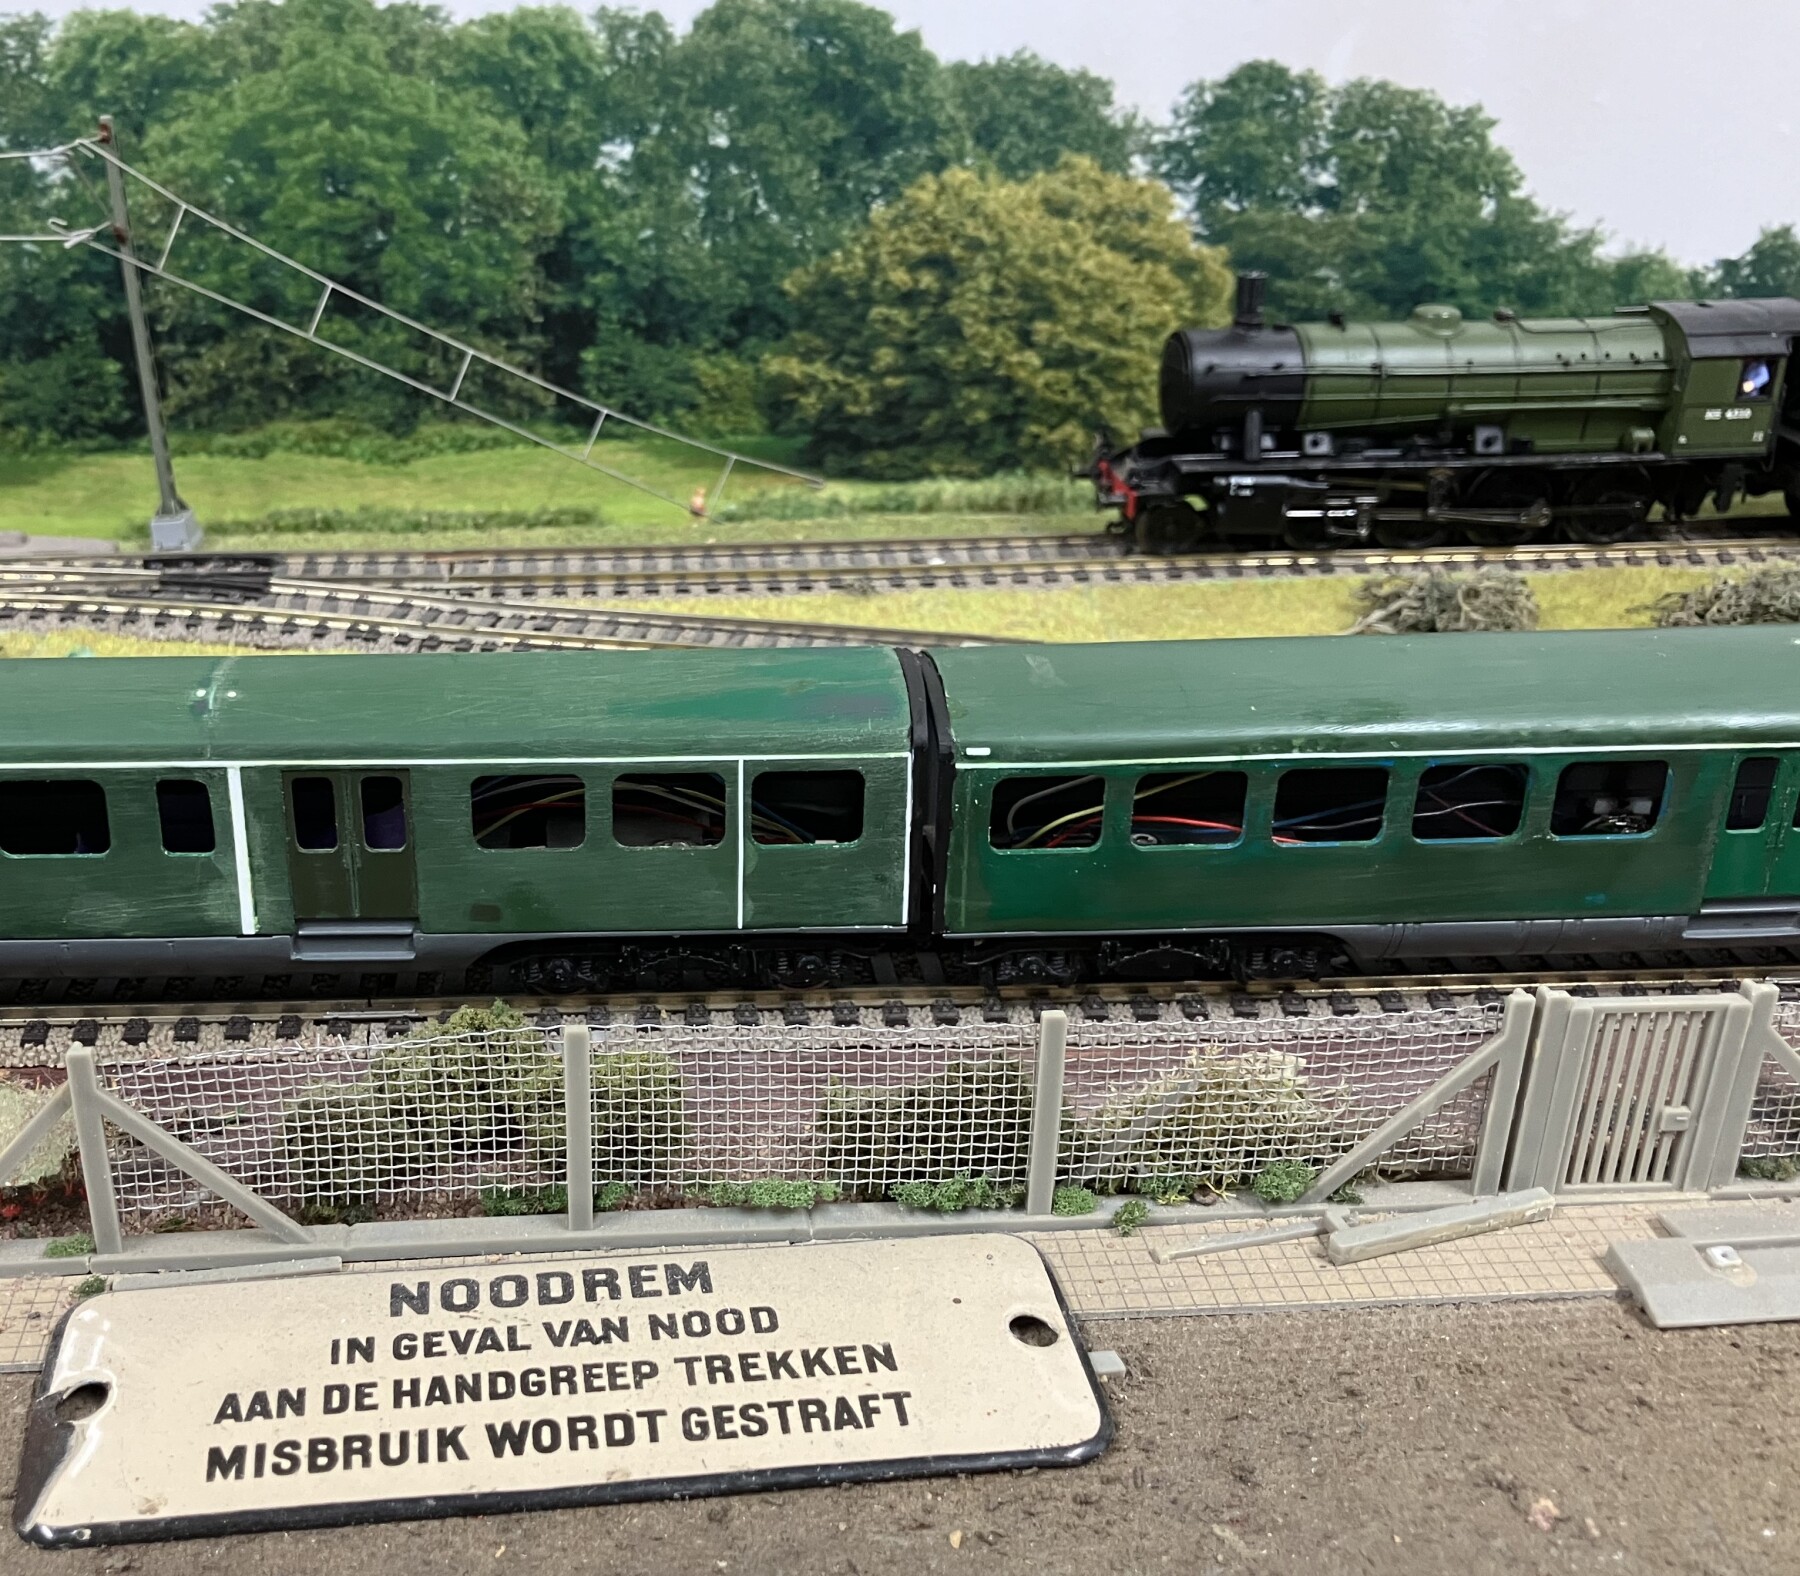 NOODREM
IN GEVAL VAN NOOD
AAN DE HANDGREEP TREKKEN
MISBRUIK WORDT GESTRAFT